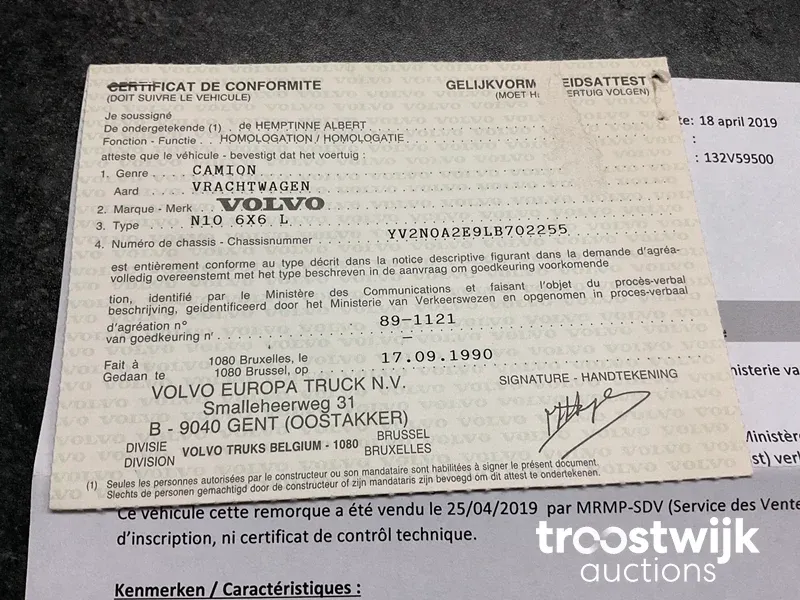 CERTIFICAT DE CONFORMITE GELIJKVORM EIDSATTEST
(DOIT SUIVRE LE VEHICULE) (MOET H ERTUIG VOLGEN)
Je soussigné
De ondergetekende (1) de HEMPTINNE ALBERT
Fonction - Functie HOMOLOGATION / HOMOLOGATIE
atteste que le véhicule - bevestigt dat het voertuig :
1. Genre CAMION
Aard VRACHTWAGEN
2. Marque - Merk VOLVO
3. Type N10 6X6 L
4. Numéro de chassis - Chassisnummer YV2N0A2E9LB702255
est entièrement conforme au type décrit dans la notice descriptive figurant dans la demande d'agréa-
volledig overeenstemt met het type beschreven in de aanvraag om goedkeuring voorkomende
tion, identifié par le Ministère des Communications et faisant l'objet du procès-verbal
beschrijving, geidentificeerd door het Ministerie van Verkeerswezen en opgenomen in proces-verbaal
d'agréation n° 89-1121
van goedkeuring nr. –
Fait à 1080 Bruxelles, le 17.09.1990
Gedaan te 1080 Brussel, op
VOLVO EUROPA TRUCK N.V. SIGNATURE - HANDTEKENING
Smalleheerweg 31
B - 9040 GENT (OOSTAKKER)
DIVISIE VOLVO TRUKS BELGIUM - 1080 BRUSSEL
DIVISION BRUXELLES
(1) Seules les personnes autorisées par le constructeur ou son mandataire sont habilitées à signer le présent document.
Slechts de personen gemachtigd door de constructeur of zijn mandataris zijn bevoegd om dit attest te ondertekenen.
te: 18 april 2019
:
: 132V59500
nisterie va
Ministère
st) verk
Ce véhicule cette remorque a été vendu le 25/04/2019 par MRMP-SDV (Service des Vente
d'inscription, ni certificat de contrôl technique.
Kenmerken / Caractéristiques :
troostwijk
auctions